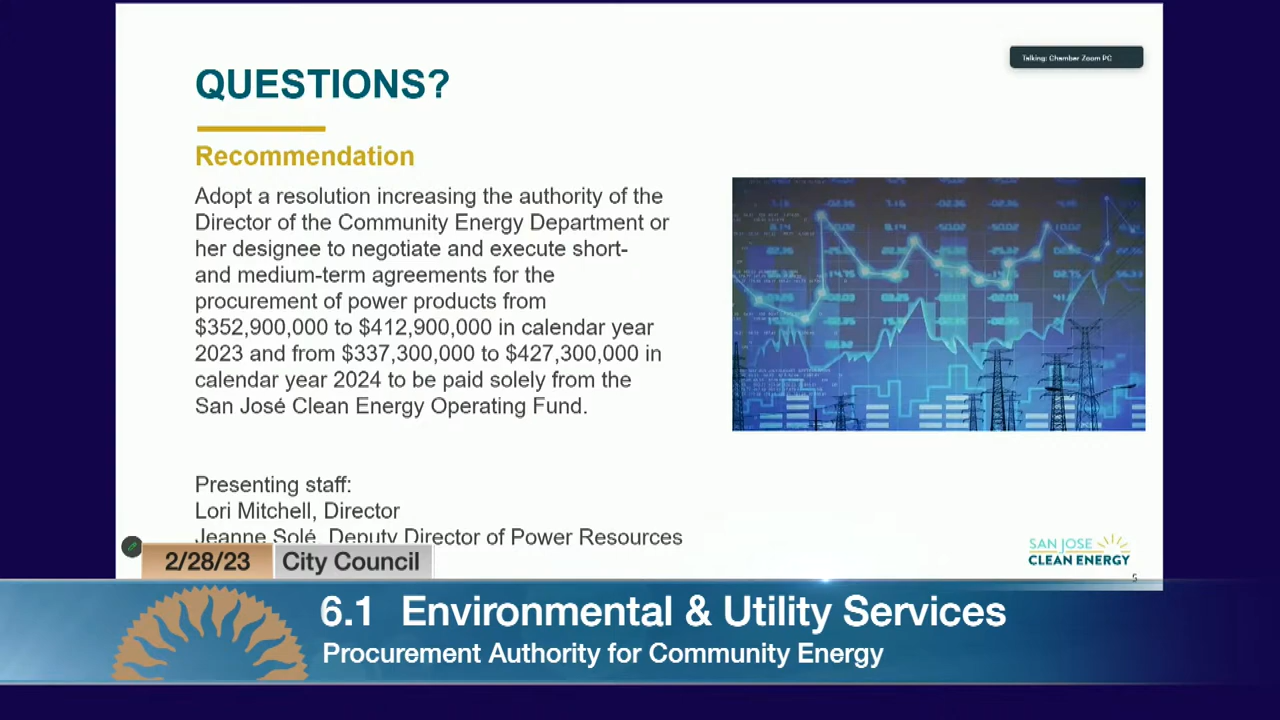 Talking: Chamber Zoom PC
QUESTIONS?
Recommendation
Adopt a resolution increasing the authority of the
Director of the Community Energy Department or
her designee to negotiate and execute short-
and medium-term agreements for the
procurement of power products from
$352,900,000 to $412,900,000 in calendar year
2023 and from $337,300,000 to $427,300,000 in
calendar year 2024 to be paid solely from the
San José Clean Energy Operating Fund.
Presenting staff:
Lori Mitchell, Director
Jeanne Solé, Deputy Director of Power Resources
SAN JOSE
CLEAN ENERGY
5
2/28/23 City Council
6.1 Environmental & Utility Services
Procurement Authority for Community Energy